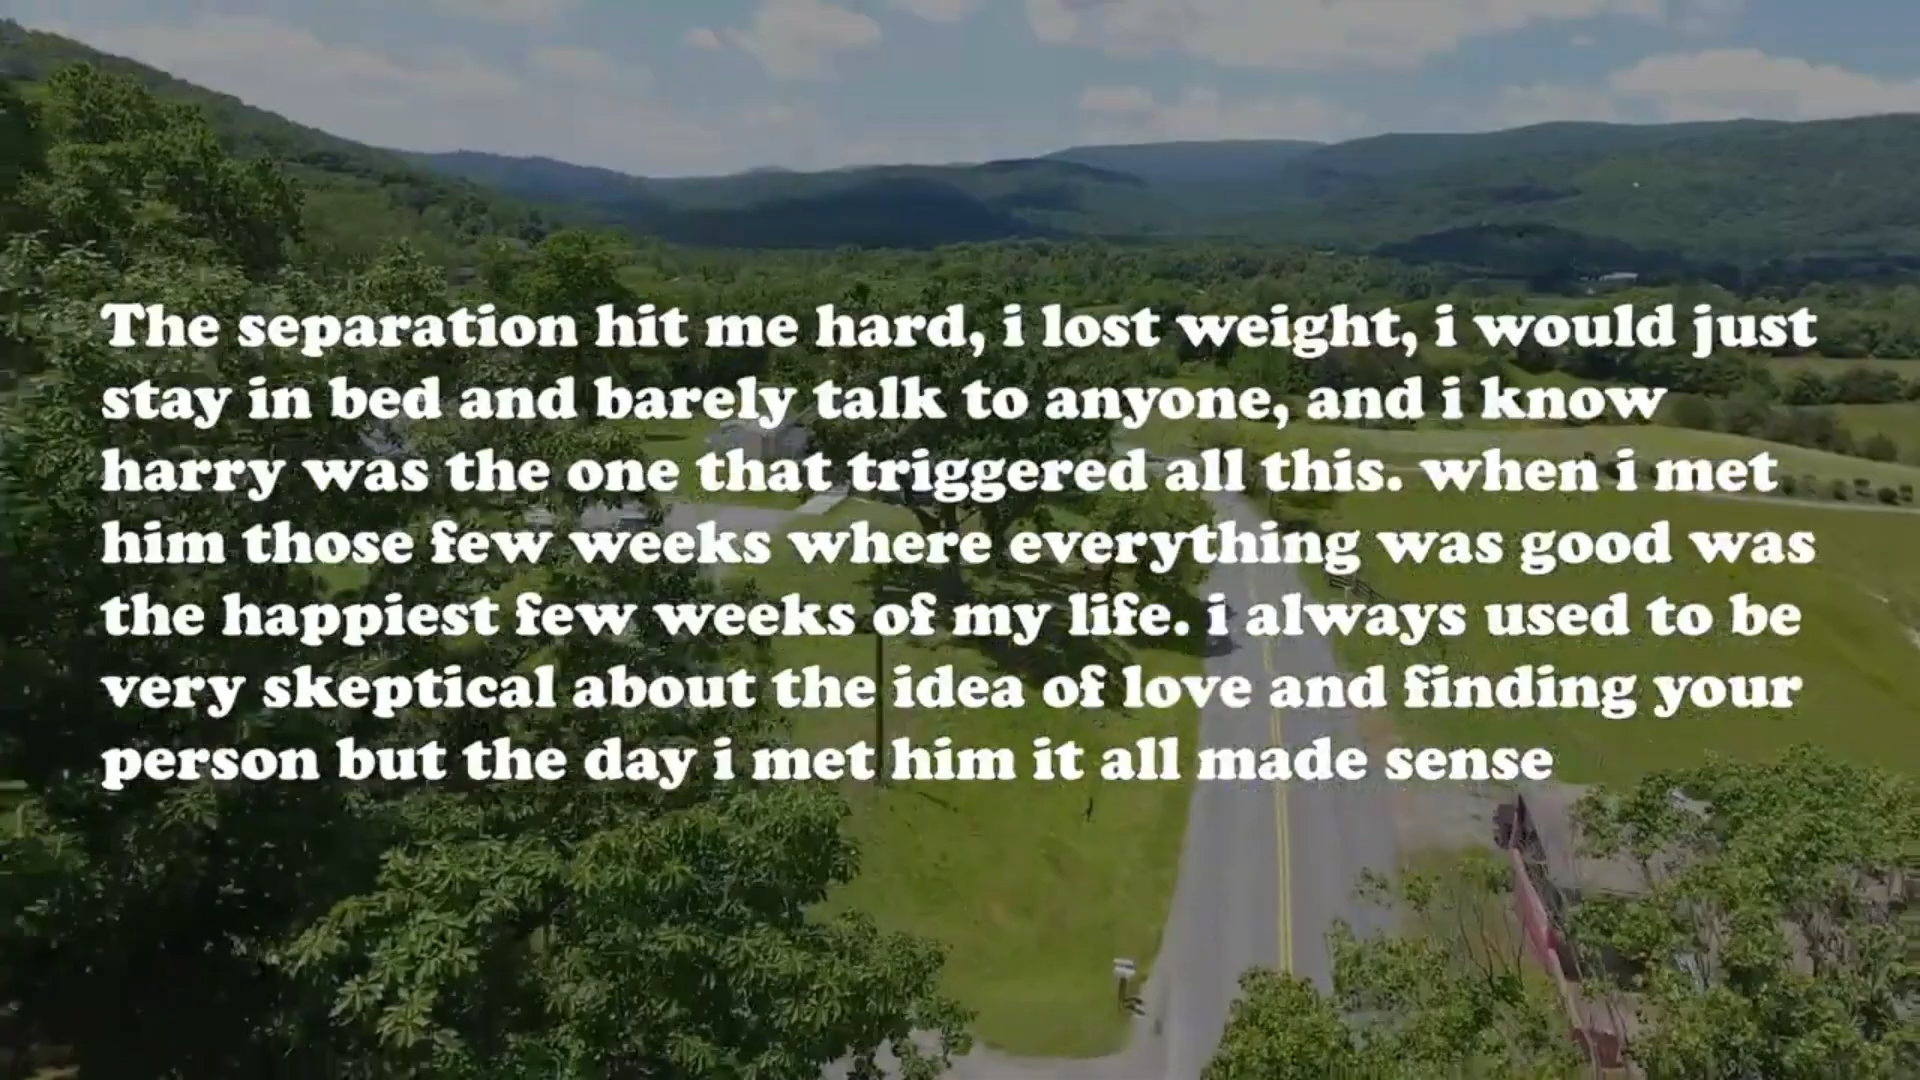 The separation hit me hard, i lost weight, i would just
stay in bed and barely talk to anyone, and i know
harry was the one that triggered all this. when i met
him those few weeks where everything was good was
the happiest few weeks of my life. i always used to be
very skeptical about the idea of love and finding your
person but the day i met him it all made sense